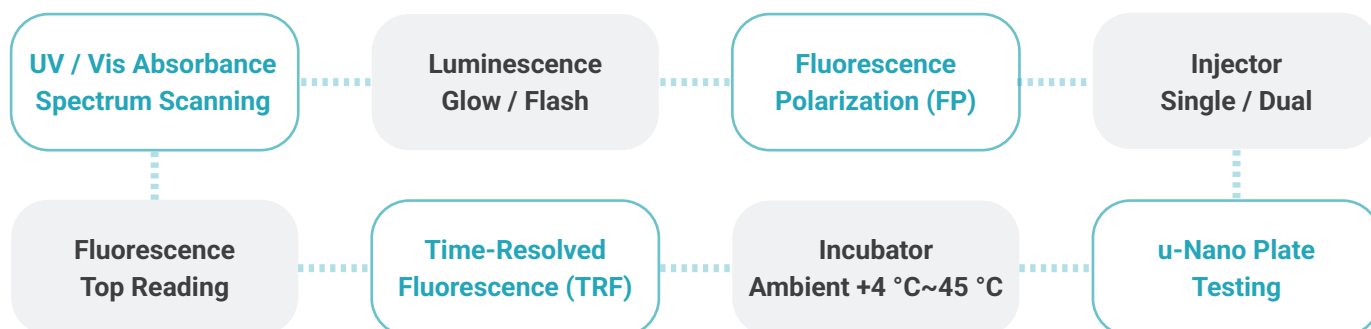 UV / Vis Absorbance
Spectrum Scanning
Luminescence
Glow / Flash
Fluorescence
Polarization (FP)
Injector
Single / Dual
Fluorescence
Top Reading
Time-Resolved
Fluorescence (TRF)
Incubator
Ambient +4 °C~45 °C
u-Nano Plate
Testing